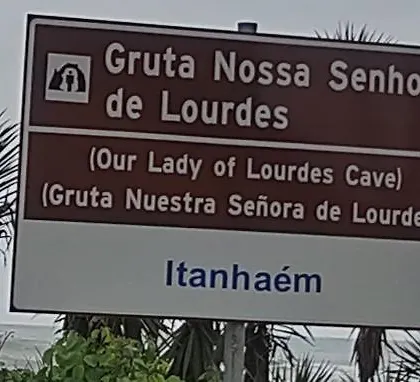 Gruta Nossa Senho
de Lourdes
(Our Lady of Lourdes Cave)
(Gruta Nuestra Señora de Lourde
Itanhaém